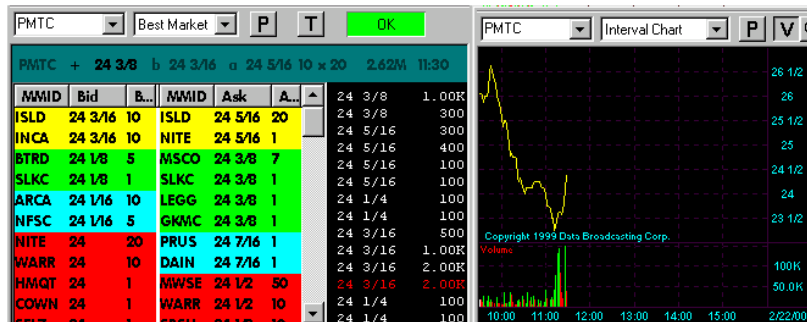 PMTC Best Market P T OK
PMTC + 24 3/8 b 24 3/16 a 24 5/16 10 x 20 2.62M 11:30
MMID Bid B... MMID Ask A...
ISLD 24 3/16 10 ISLD 24 5/16 20
INCA 24 3/16 10 NITE 24 5/16 1
BTRD 24 1/8 5 MSCO 24 3/8 7
SLKC 24 1/8 1 SLKC 24 3/8 1
ARCA 24 1/16 10 LEGG 24 3/8 1
NFSC 24 1/16 5 GKMC 24 3/8 1
NITE 24 20 PRUS 24 7/16 1
WARR 24 10 DAIN 24 7/16 1
HMQT 24 1 MWSE 24 1/2 50
COWN 24 1 WARR 24 1/2 10
24 3/8 1.00K
24 3/8 300
24 5/16 300
24 5/16 400
24 5/16 100
24 5/16 100
24 1/4 100
24 1/4 100
24 3/16 500
24 3/16 1.00K
24 3/16 2.00K
24 3/16 2.00K
24 1/4 100
24 1/4 100
PMTC Interval Chart P V
26 1/2
26
25 1/2
25
24 1/2
24
23 1/2
Copyright 1999 Data Broadcasting Corp.
Volume
100K
50.0K
10:00 11:00 12:00 13:00 14:00 15:00 2/22/00